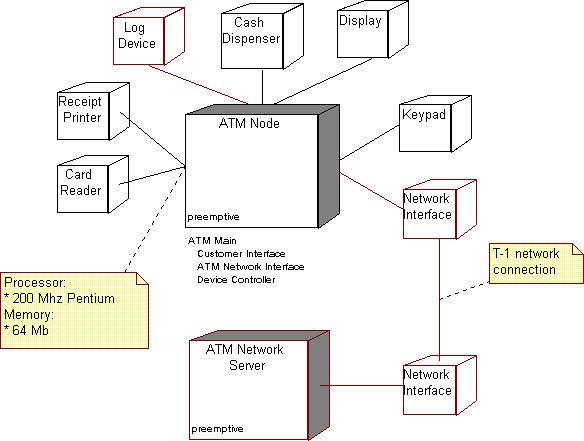 Log
Device
Cash
Dispenser
Display
Receipt
Printer
ATM Node
Keypad
Card
Reader
preemptive
Network
Interface
ATM Main
Customer Interface
ATM Network Interface
Device Controller
T-1 network
connection
Processor:
* 200 Mhz Pentium
Memory:
* 64 Mb
ATM Network
Server
preemptive
Network
Interface